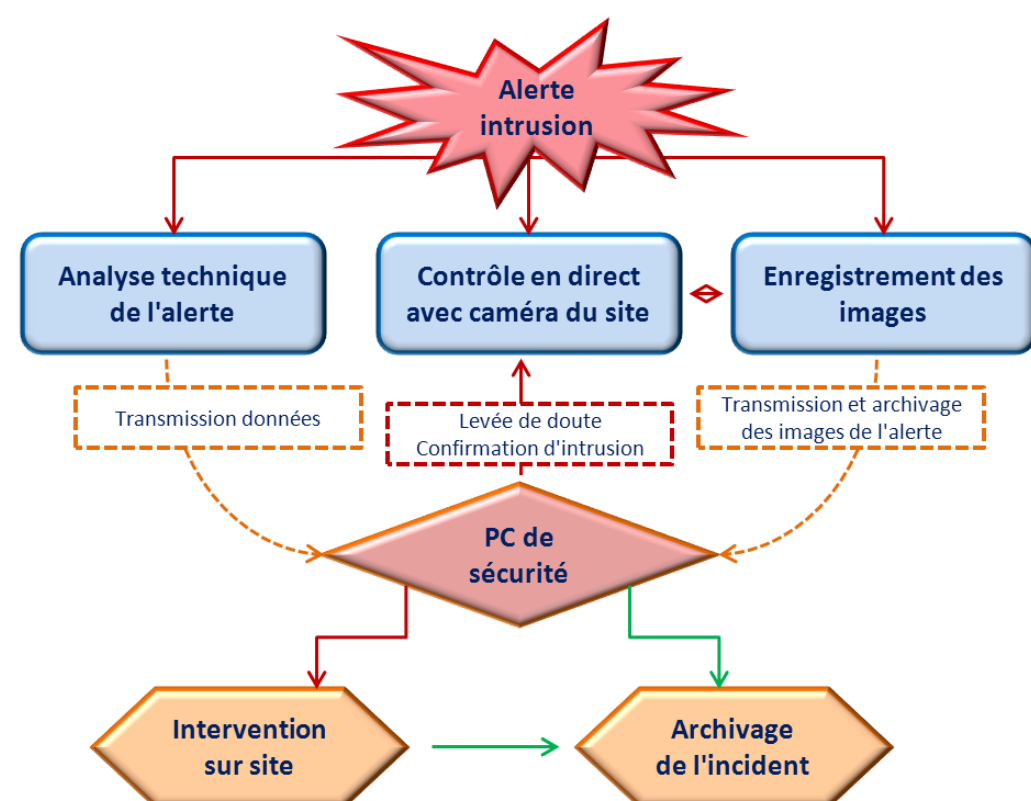 Alerte
intrusion
Analyse technique
de l'alerte
Contrôle en direct
avec caméra du site
Enregistrement des
images
Transmission données
Levée de doute
Confirmation d'intrusion
Transmission et archivage
des images de l'alerte
PC de
sécurité
Intervention
sur site
Archivage
de l'incident